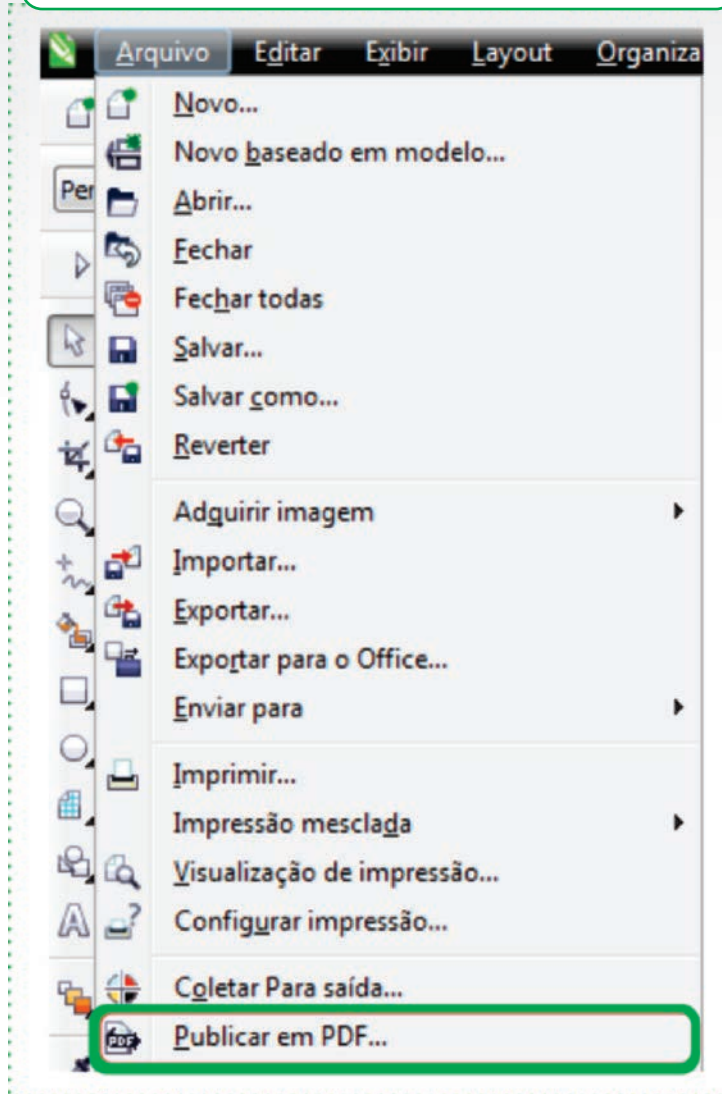 Arquivo Editar Exibir Layout Organiza
Novo...
Novo baseado em modelo...
Per
Abrir...
Fechar
Fechar todas
Salvar...
Salvar como...
Reverter
Adquirir imagem
Importar...
Exportar...
Exportar para o Office...
Enviar para
Imprimir...
Impressão mesclada
Visualização de impressão...
Configurar impressão...
Coletar Para saída...
PDF Publicar em PDF...